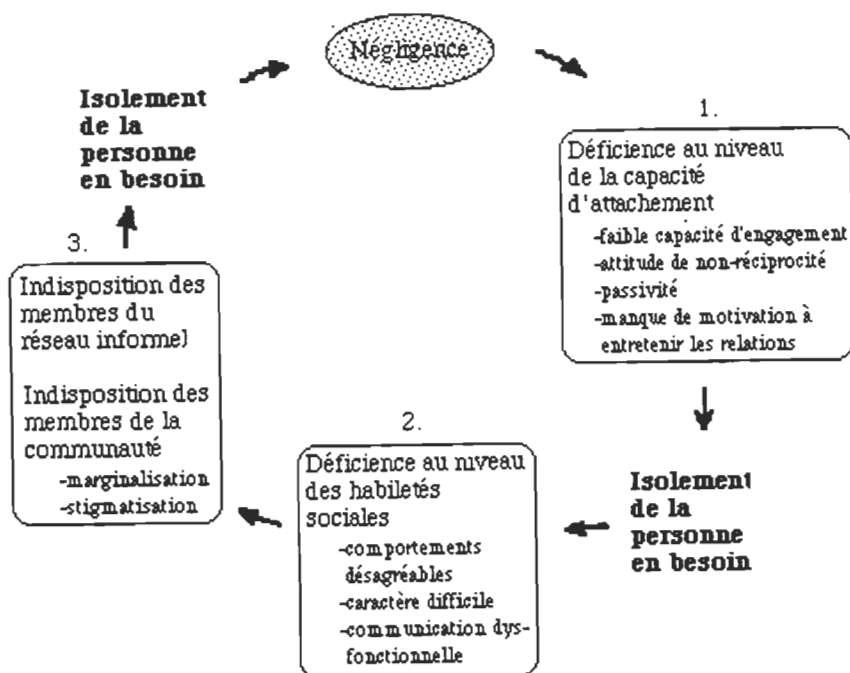 Négligence
1.
Déficience au niveau
de la capacité
d'attachement
-faible capacité d'engagement
-attitude de non-réciprocité
-passivité
-manque de motivation à
entretenir les relations
Isolement
de la
personne
en besoin
2.
Déficience au niveau
des habiletés
sociales
-comportements
désagréables
-caractère difficile
-communication dys-
fonctionnelle
3.
Indisposition des
membres du
réseau informel
Indisposition des
membres de la
communauté
-marginalisation
-stigmatisation
Isolement
de la
personne
en besoin